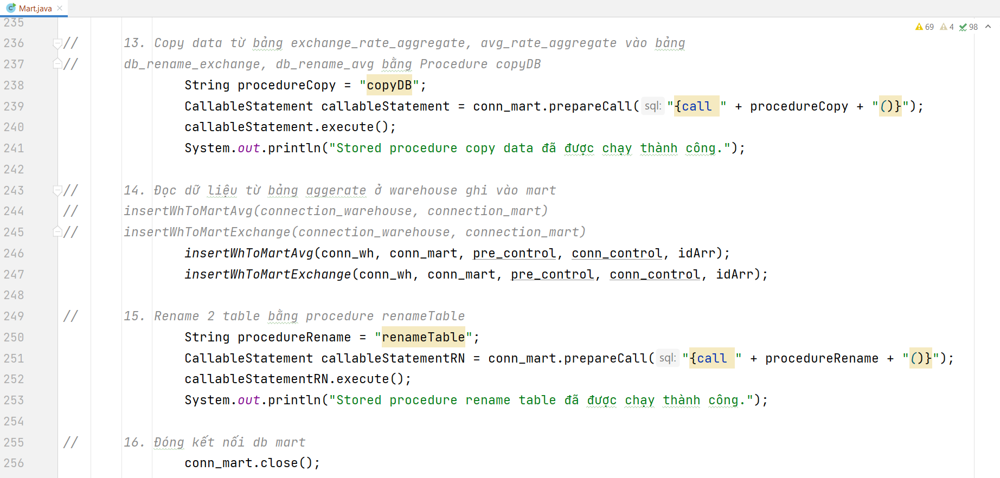 Mart.java
69 4 98
235
236 // 13. Copy data từ bảng exchange_rate_aggregate, avg_rate_aggregate vào bảng
237 // db_rename_exchange, db_rename_avg bằng Procedure copyDB
238 String procedureCopy = "copyDB";
239 CallableStatement callableStatement = conn_mart.prepareCall( sql: "{call " + procedureCopy + "()}");
240 callableStatement.execute();
241 System.out.println("Stored procedure copy data đã được chạy thành công.");
242
243 // 14. Đọc dữ liệu từ bảng aggerate ở warehouse ghi vào mart
244 // insertWhToMartAvg(connection_warehouse, connection_mart)
245 // insertWhToMartExchange(connection_warehouse, connection_mart)
246 insertWhToMartAvg(conn_wh, conn_mart, pre_control, conn_control, idArr);
247 insertWhToMartExchange(conn_wh, conn_mart, pre_control, conn_control, idArr);
248
249 // 15. Rename 2 table bằng procedure renameTable
250 String procedureRename = "renameTable";
251 CallableStatement callableStatementRN = conn_mart.prepareCall( sql: "{call " + procedureRename + "()}");
252 callableStatementRN.execute();
253 System.out.println("Stored procedure rename table đã được chạy thành công.");
254
255 // 16. Đóng kết nối db mart
256 conn_mart.close();